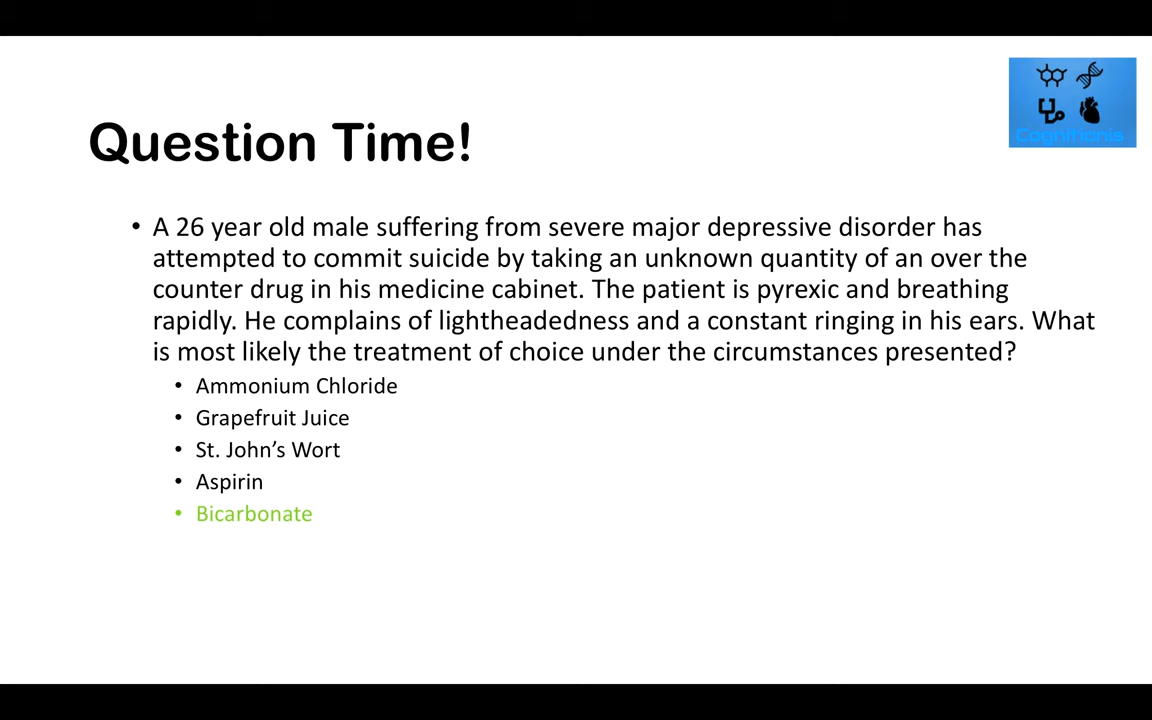 Cognitionis
Question Time!
• A 26 year old male suffering from severe major depressive disorder has
attempted to commit suicide by taking an unknown quantity of an over the
counter drug in his medicine cabinet. The patient is pyrexic and breathing
rapidly. He complains of lightheadedness and a constant ringing in his ears. What
is most likely the treatment of choice under the circumstances presented?
• Ammonium Chloride
• Grapefruit Juice
• St. John’s Wort
• Aspirin
• Bicarbonate